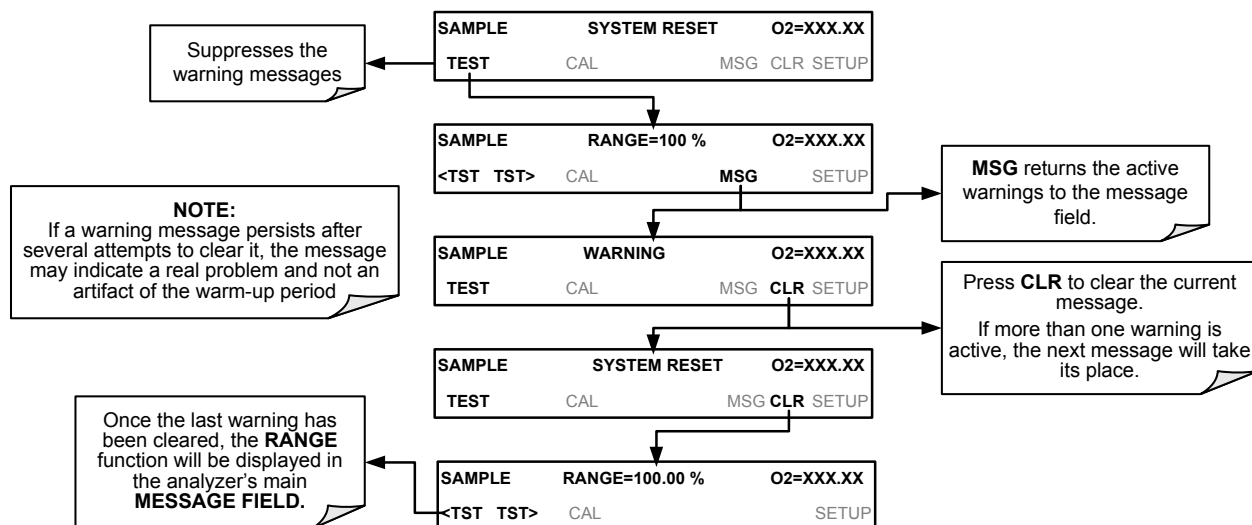 Suppresses the
warning messages
SAMPLE SYSTEM RESET O2=XXX.XX
TEST CAL MSG CLR SETUP
SAMPLE RANGE=100 % O2=XXX.XX
<TST TST> CAL MSG SETUP
MSG returns the active
warnings to the message
field.
NOTE:
If a warning message persists after
several attempts to clear it, the message
may indicate a real problem and not an
artifact of the warm-up period
SAMPLE WARNING O2=XXX.XX
TEST CAL MSG CLR SETUP
Press CLR to clear the current
message.
If more than one warning is
active, the next message will take
its place.
SAMPLE SYSTEM RESET O2=XXX.XX
TEST CAL MSG CLR SETUP
Once the last warning has
been cleared, the RANGE
function will be displayed in
the analyzer's main
MESSAGE FIELD.
SAMPLE RANGE=100.00 % O2=XXX.XX
<TST TST> CAL SETUP